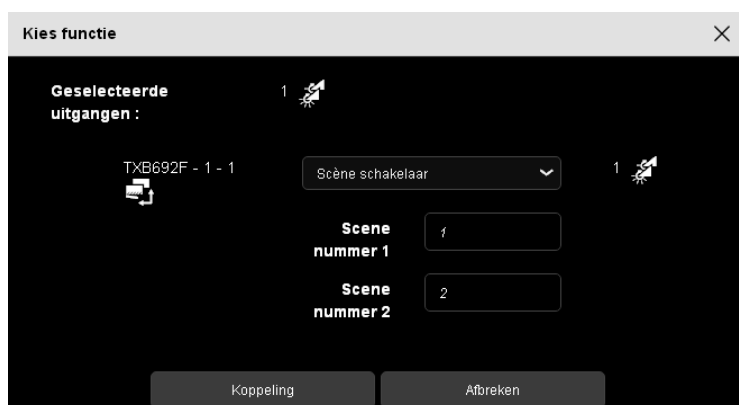 Kies functie
Geselecteerde
uitgangen :
1
TXB692F - 1 - 1
Scène schakelaar
1
Scene
nummer 1
1
Scene
nummer 2
2
Koppeling
Afbreken